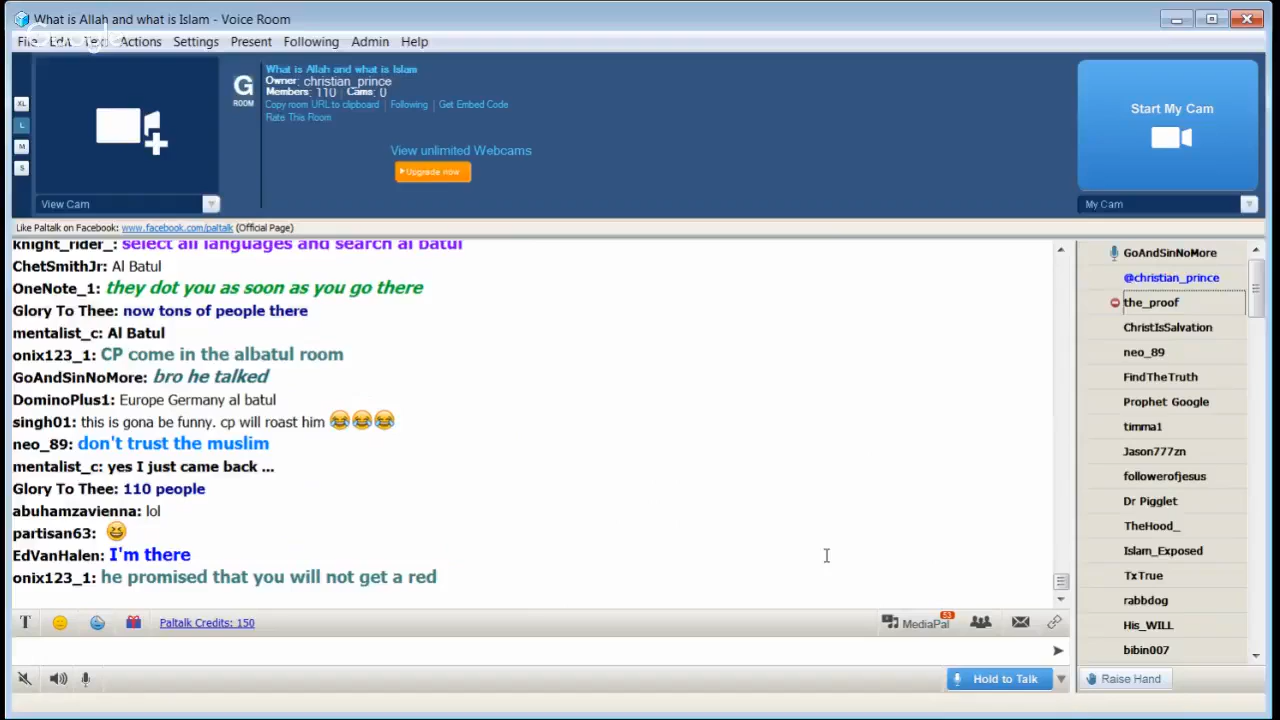 What is Allah and what is Islam - Voice Room
Google
File Edit Text Actions Settings Present Following Admin Help
What is Allah and what is Islam
G
ROOM
Owner: christian_prince
Members: 110 Cams: 0
Copy room URL to clipboard Following Get Embed Code
Rate This Room
View unlimited Webcams
Upgrade now
XL
L
M
S
View Cam
Start My Cam
My Cam
Like Paltalk on Facebook: www.facebook.com/paltalk (Official Page)
knight_rider_: select all languages and search al batul
ChetSmithJr: Al Batul
OneNote_1: they dot you as soon as you go there
Glory To Thee: now tons of people there
mentalist_c: Al Batul
onix123_1: CP come in the albatul room
GoAndSinNoMore: bro he talked
DominoPlus1: Europe Germany al batul
singh01: this is gona be funny. cp will roast him 😂😂😂
neo_89: don't trust the muslim
mentalist_c: yes I just came back ...
Glory To Thee: 110 people
abuhamzavienna: lol
partisan63: 😆
EdVanHalen: I'm there
onix123_1: he promised that you will not get a red
GoAndSinNoMore
@christian_prince
the_proof
ChristIsSalvation
neo_89
FindTheTruth
Prophet Google
timma1
Jason777zn
followerofjesus
Dr Pigglet
TheHood_
Islam_Exposed
TxTrue
rabbdog
His_WILL
bibin007
T
Paltalk Credits: 150
MediaPal 53
Hold to Talk
Raise Hand